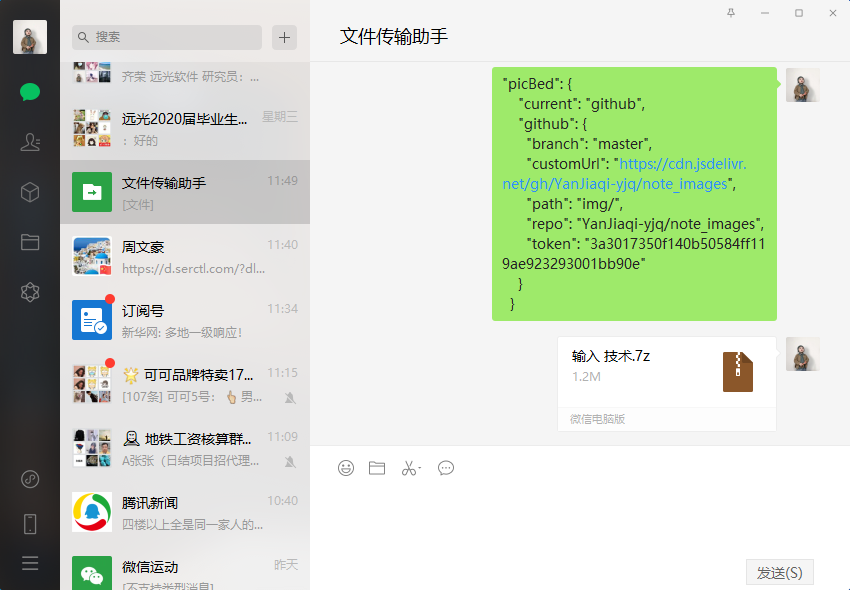 搜索
齐荣 远光软件 研究员：...
远光2020届毕业生...
星期三
：好的
文件传输助手
11:49
[文件]
周文豪
11:40
https://d.serctl.com/?dl...
订阅号
11:34
新华网: 多地一级响应!
可可品牌特卖17...
11:15
[107条] 可可5号：👆男...
地铁工资核算群...
11:09
A张张（日结项目招代理...
腾讯新闻
10:40
四楼以上全是同一家人的...
微信运动
昨天
[不支持类型消息]
文件传输助手
"picBed": {
"current": "github",
"github": {
"branch": "master",
"customUrl": "https://cdn.jsdelivr.
net/gh/YanJiaqi-yjq/note_images",
"path": "img/",
"repo": "YanJiaqi-yjq/note_images",
"token": "3a3017350f140b50584ff11
9ae923293001bb90e"
}
}
输入 技术.7z
1.2M
微信电脑版
发送(S)